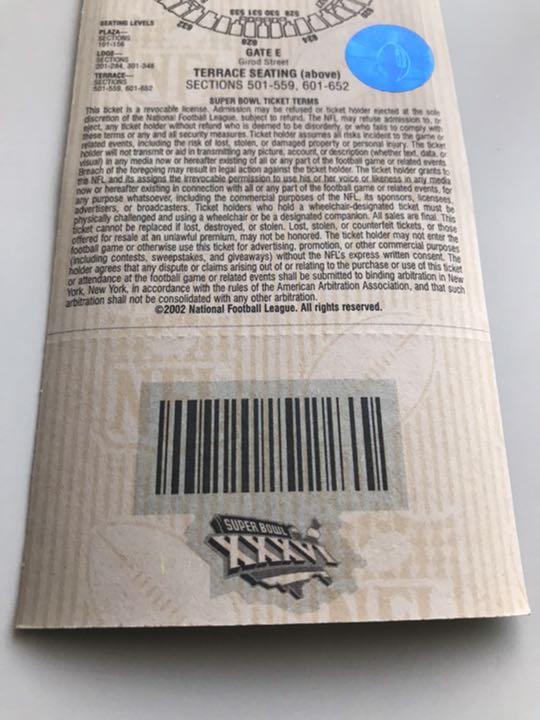 SEATING LEVELS
PLAZA—
SECTIONS
101-156
LOGE—
SECTIONS
201-284, 301-348
TERRACE—
SECTIONS
501-559, 601-652
632
630
628
529 530 531 533
624
GATE E
Girod Street
TERRACE SEATING (above)
SECTIONS 501-559, 601-652
SUPER BOWL TICKET TERMS
This ticket is a revocable license. Admission may be refused or ticket holder ejected at the sole
discretion of the National Football League, subject to refund. The NFL may refuse admission to, or
eject, any ticket holder without refund who is deemed to be disorderly, or who fails to comply with
these terms or any and all security measures. Ticket holder assumes all risks incident to the game or
related events, including the risk of lost, stolen, or damaged property or personal injury. The ticket
holder will not transmit or aid in transmitting any picture, account, or description (whether text, data, or
visual) in any media now or hereafter existing of all or any part of the football game or related events.
Breach of the foregoing may result in legal action against the ticket holder. The ticket holder grants to
the NFL and its assigns the irrevocable permission to use his or her voice or likeness in any media
now or hereafter existing in connection with all or any part of the football game or related events, for
any purpose whatsoever, including the commercial purposes of the NFL, its sponsors, licensees,
advertisers, or broadcasters. Ticket holders who hold a wheelchair-designated ticket must be
physically challenged and using a wheelchair or be a designated companion. All sales are final. This
ticket cannot be replaced if lost, destroyed, or stolen. Lost, stolen, or counterfeit tickets, or those
offered for resale at an unlawful premium, may not be honored. The ticket holder may not enter the
football game or otherwise use this ticket for advertising, promotion, or other commercial purposes
(including contests, sweepstakes, and giveaways) without the NFL's express written consent. The
holder agrees that any dispute or claims arising out of or relating to the purchase or use of this ticket
or attendance at the football game or related events shall be submitted to binding arbitration in New
York, New York, in accordance with the rules of the American Arbitration Association, and that such
arbitration shall not be consolidated with any other arbitration.
©2002 National Football League. All rights reserved.
NFL
SUPER BOWL
XXXVI
NFL